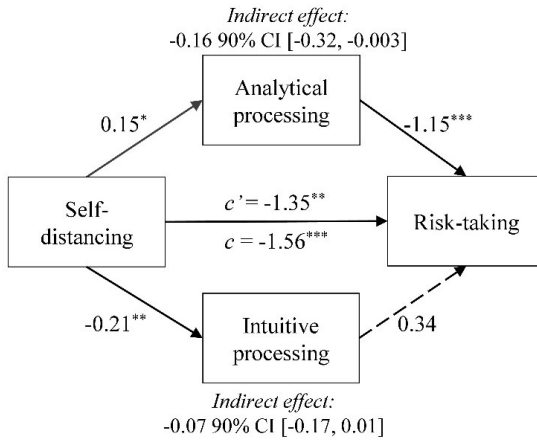 Indirect effect:
-0.16 90% CI [-0.32, -0.003]
Analytical
processing
0.15*
-1.15***
Self-
distancing
c' = -1.35**
c = -1.56***
Risk-taking
-0.21**
Intuitive
processing
0.34
Indirect effect:
-0.07 90% CI [-0.17, 0.01]